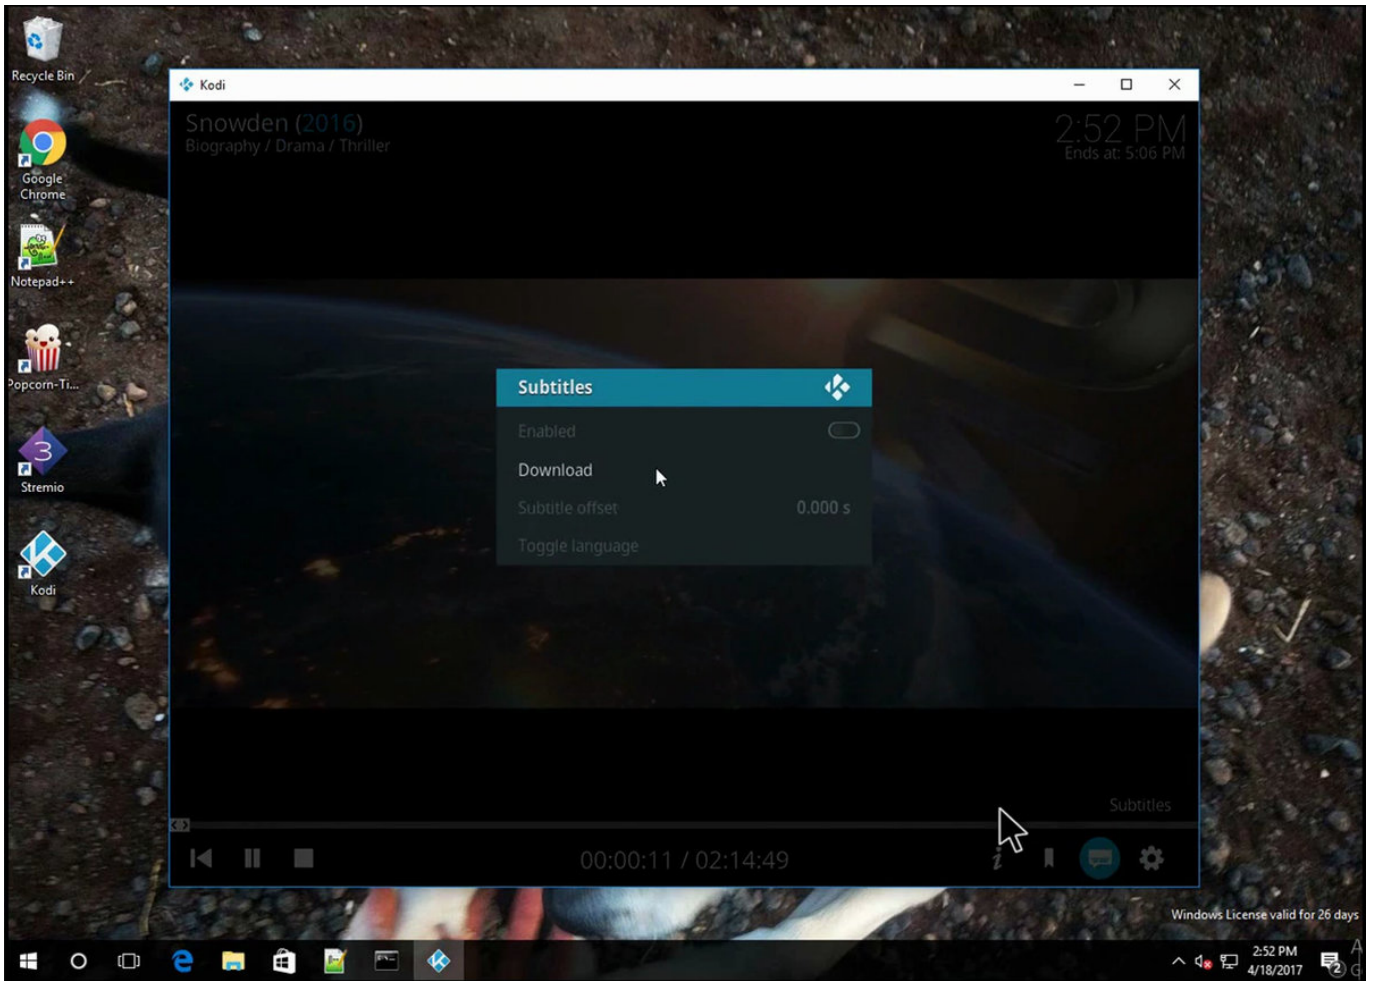 Recycle Bin
Google
Chrome
Notepad++
Popcorn-Ti...
Stremio
Kodi
Kodi
Snowden (2016)
Biography / Drama / Thriller
2:52 PM
Ends at: 5:06 PM
Subtitles
Enabled
Download
Subtitle offset 0.000 s
Toggle language
Subtitles
00:00:11 / 02:14:49
Windows License valid for 26 days
2:52 PM
4/18/2017
2
A
G